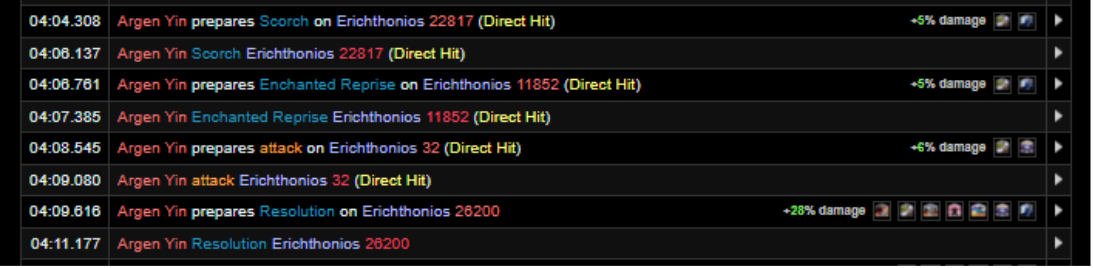 04:04.308 Argen Yin prepares Scorch on Erichthonios 22817 (Direct Hit) +5% damage
04:06.137 Argen Yin Scorch Erichthonios 22817 (Direct Hit)
04:06.761 Argen Yin prepares Enchanted Reprise on Erichthonios 11852 (Direct Hit) +5% damage
04:07.385 Argen Yin Enchanted Reprise Erichthonios 11852 (Direct Hit)
04:08.545 Argen Yin prepares attack on Erichthonios 32 (Direct Hit) +6% damage
04:09.080 Argen Yin attack Erichthonios 32 (Direct Hit)
04:09.616 Argen Yin prepares Resolution on Erichthonios 26200 +28% damage
04:11.177 Argen Yin Resolution Erichthonios 26200